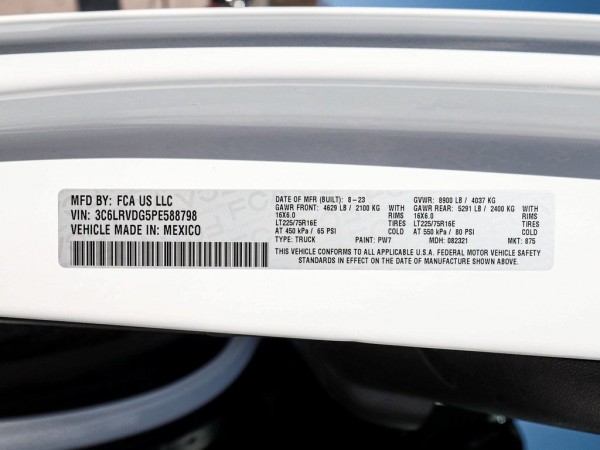 MFD BY: FCA US LLC
VIN: 3C6LRVDG5PE588798
VEHICLE MADE IN: MEXICO
DATE OF MFR (BUILT): 8-23
GAWR FRONT: 4629 LB / 2100 KG WITH
16X6.0 RIMS
LT225/75R16E TIRES
AT 450 kPa / 65 PSI COLD
TYPE: TRUCK PAINT: PW7
GVWR: 8900 LB / 4037 KG
GAWR REAR: 5291 LB / 2400 KG WITH
16X6.0 RIMS
LT225/75R16E TIRES
AT 550 kPa / 80 PSI COLD
MDH: 082321 MKT: 875
THIS VEHICLE CONFORMS TO ALL APPLICABLE U.S.A. FEDERAL MOTOR VEHICLE SAFETY
STANDARDS IN EFFECT ON THE DATE OF MANUFACTURE SHOWN ABOVE.